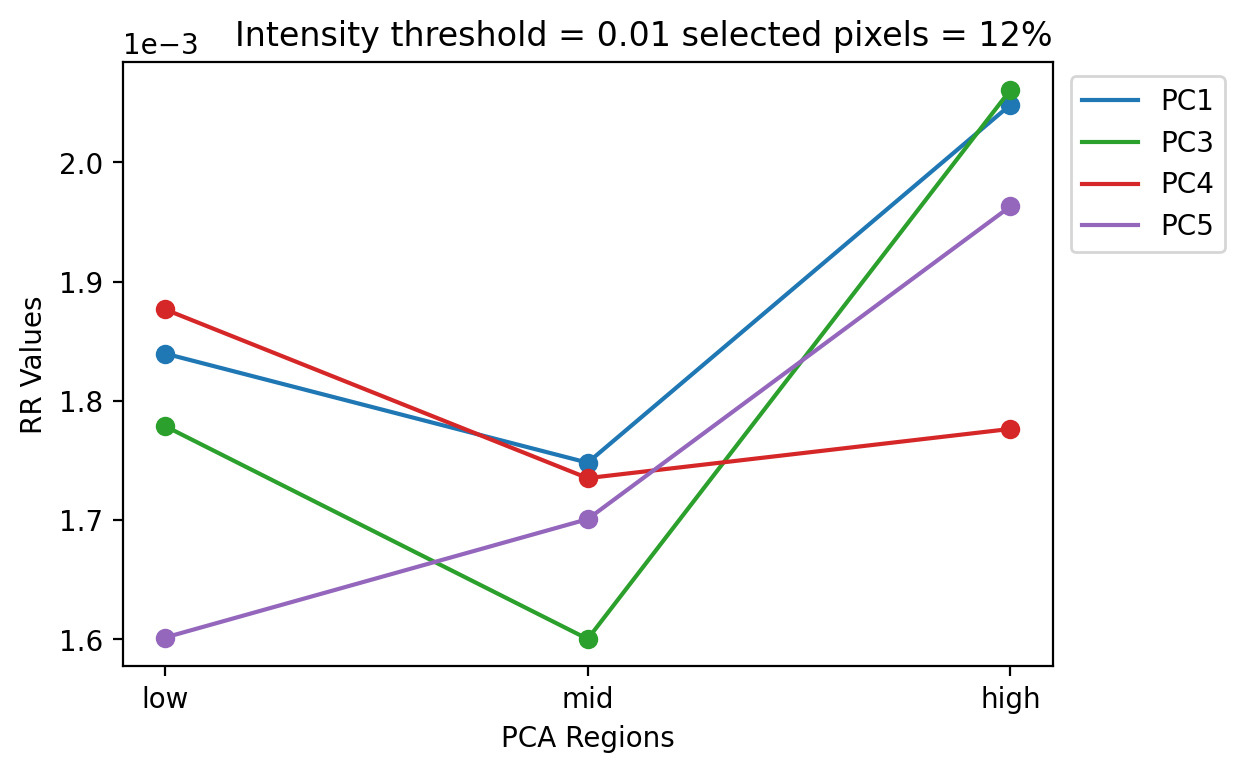 1e−3
Intensity threshold = 0.01 selected pixels = 12%
PC1
PC3
PC4
PC5
RR Values
2.0
1.9
1.8
1.7
1.6
low
mid
high
PCA Regions